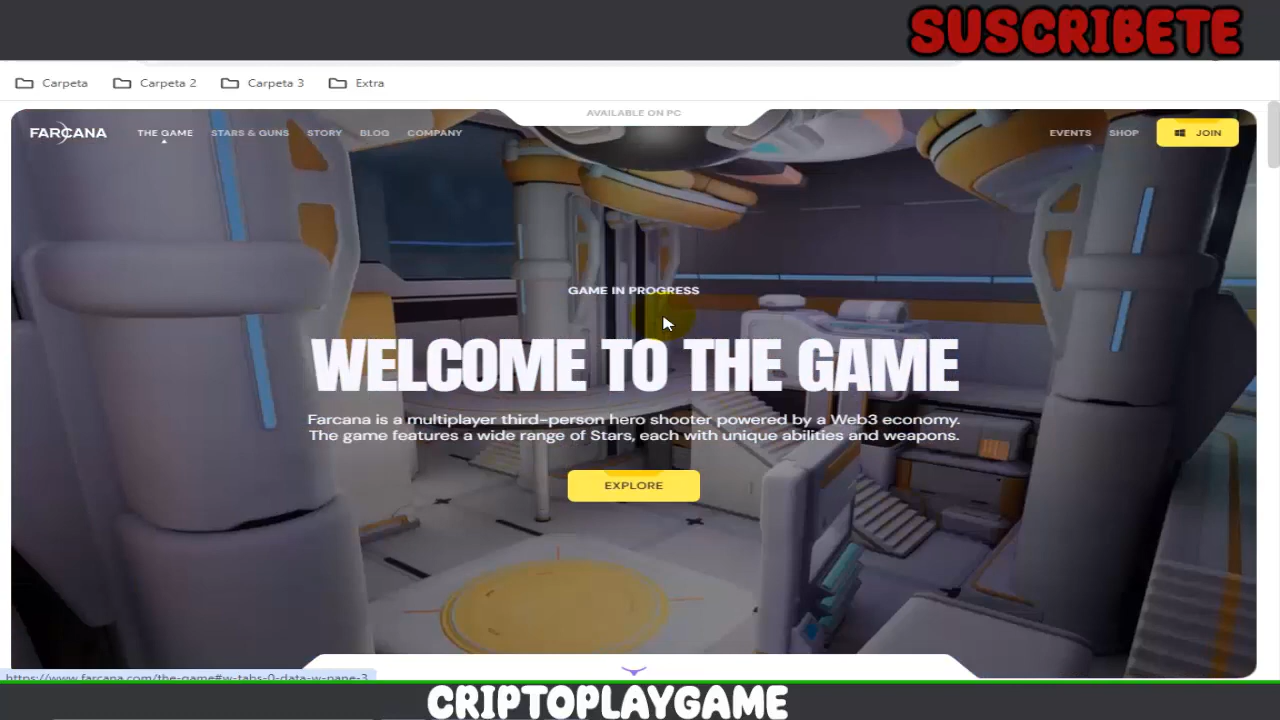 SUSCRIBETE
Carpeta Carpeta 2 Carpeta 3 Extra
AVAILABLE ON PC
FARCANA THE GAME STARS & GUNS STORY BLOG COMPANY EVENTS SHOP JOIN
GAME IN PROGRESS
WELCOME TO THE GAME
Farcana is a multiplayer third-person hero shooter powered by a Web3 economy.
The game features a wide range of Stars, each with unique abilities and weapons.
EXPLORE
https://www.farcana.com/the-game#w-tabs-0-data-w-pane-3
CRIPTOPLAYGAME